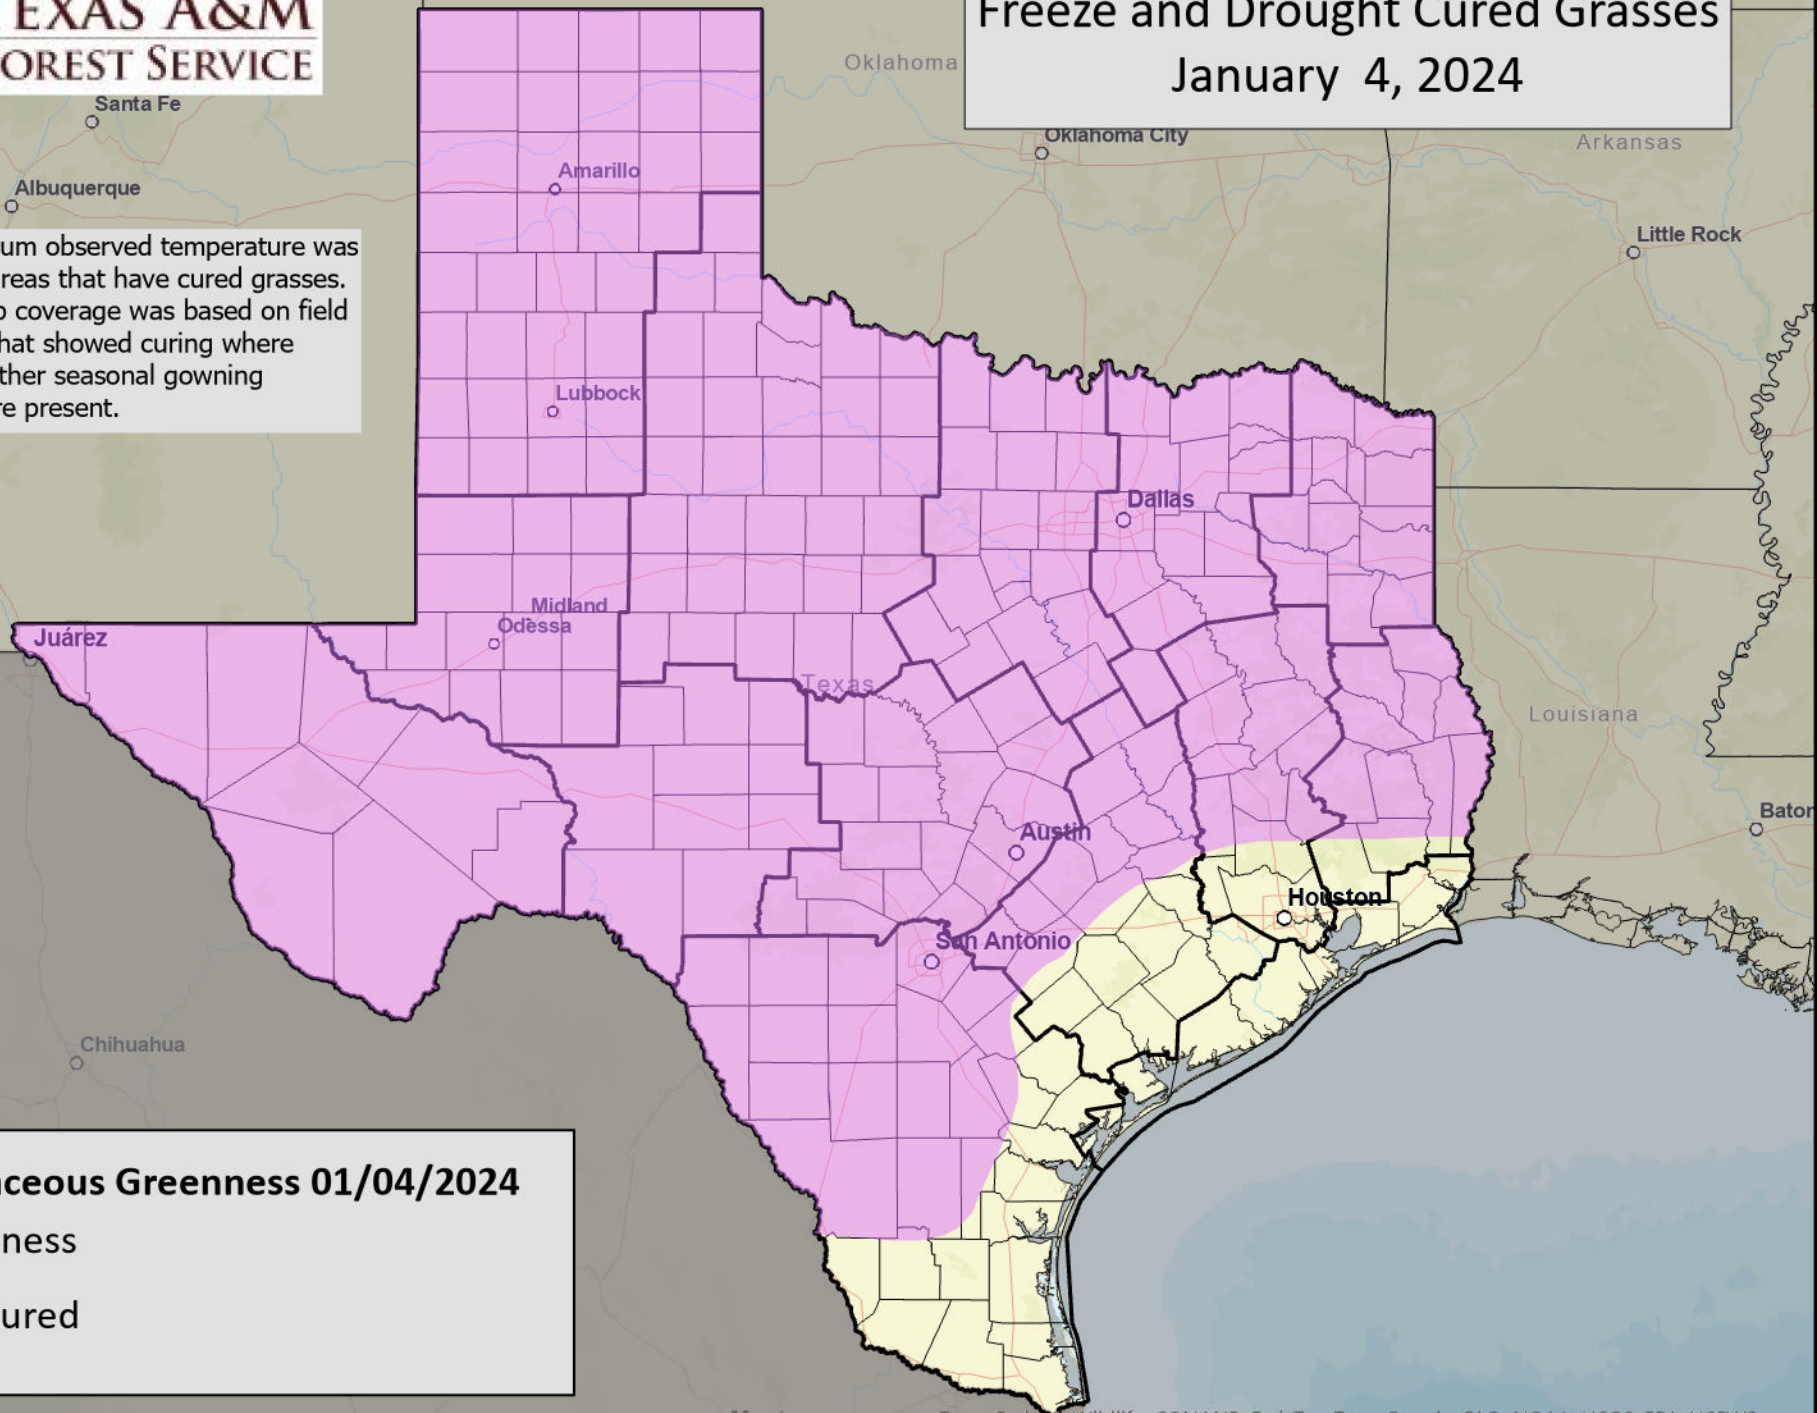 TEXAS A&M
FOREST SERVICE
Freeze and Drought Cured Grasses
January 4, 2024
Oklahoma
Santa Fe
Oklahoma City
Arkansas
Amarillo
Albuquerque
Little Rock
um observed temperature was
reas that have cured grasses.
coverage was based on field
hat showed curing where
ther seasonal gowning
re present.
Lubbock
Dallas
Midland
Odessa
Juárez
Texas
Louisiana
Baton
Austin
Houston
San Antonio
Chihuahua
aceous Greenness 01/04/2024
ness
ured